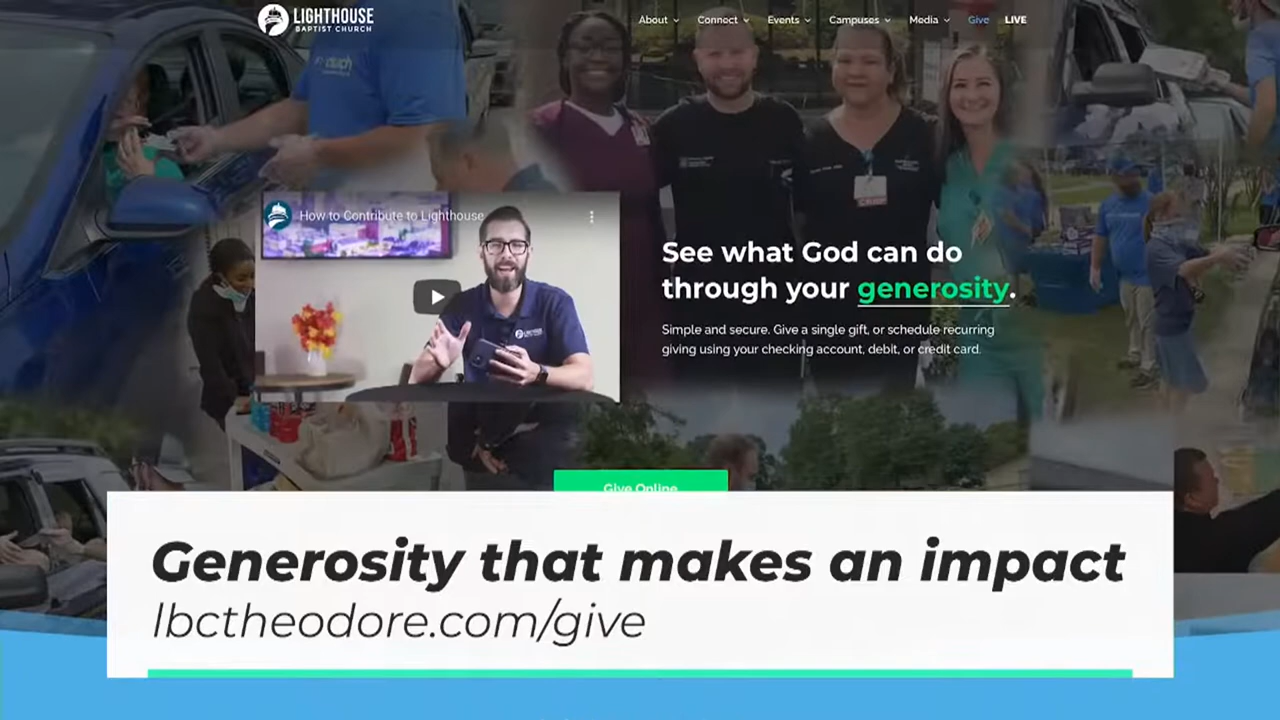 LIGHTHOUSE
BAPTIST CHURCH
About
Connect
Events
Campuses
Media
Give
LIVE
How to Contribute to Lighthouse
See what God can do
through your generosity.
Simple and secure. Give a single gift, or schedule recurring
giving using your checking account, debit, or credit card.
Give Online
Generosity that makes an impact
lbctheodore.com/give